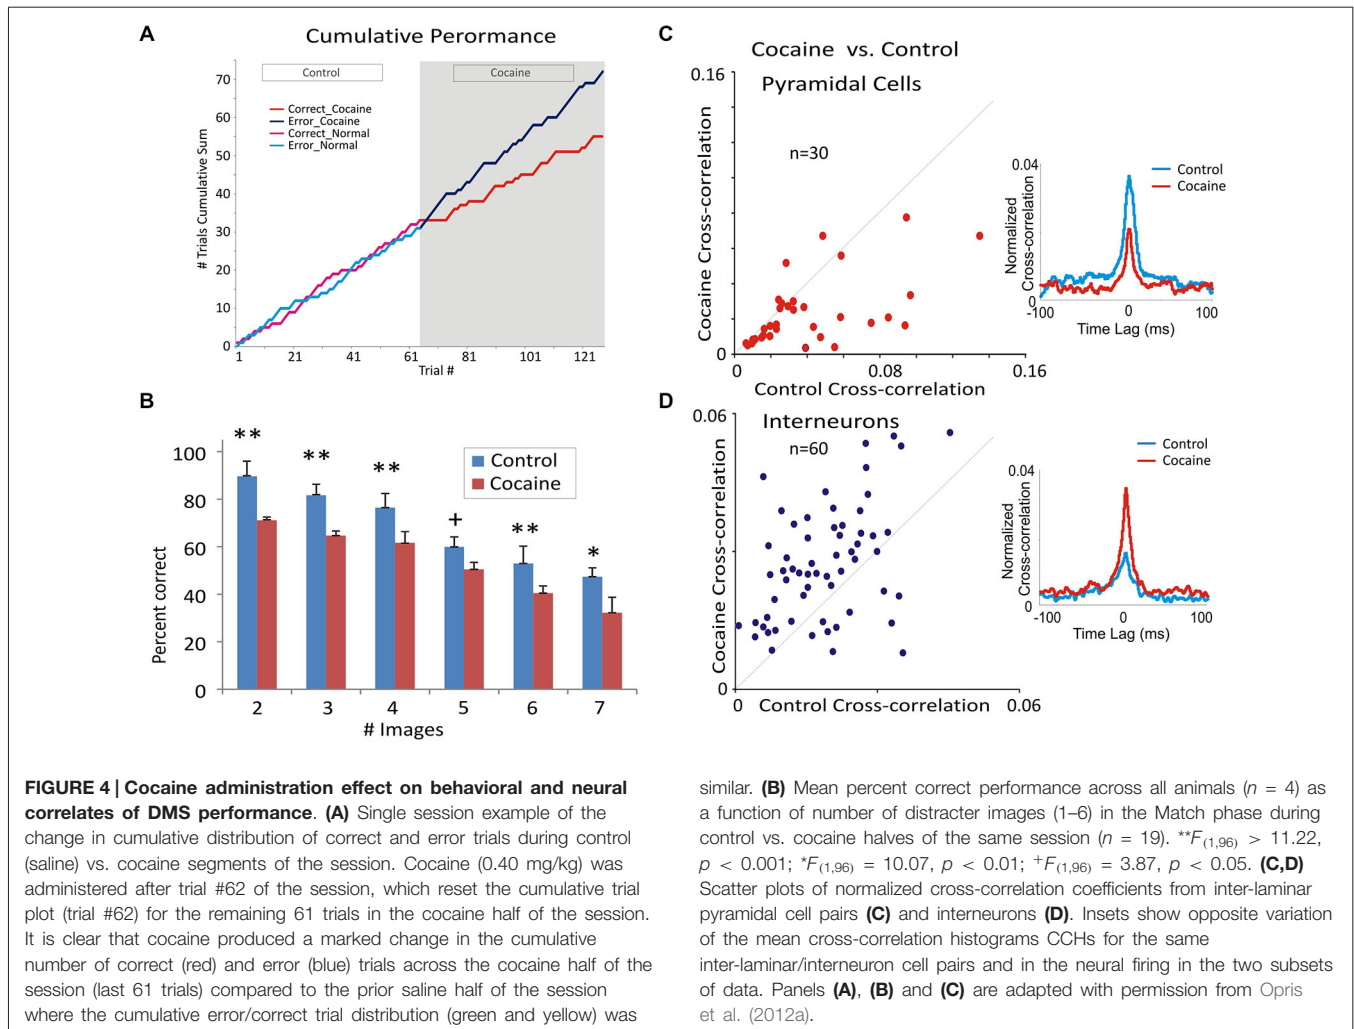 A
Cumulative Perormance
Control
Cocaine
Correct_Cocaine
Error_Cocaine
Correct_Normal
Error_Normal
# Trials Cumulative Sum
70
60
50
40
30
20
10
0
1 21 41 61 81 101 121
Trial #
B
** ** ** + ** *
Control
Cocaine
Percent correct
100
80
60
40
20
0
2 3 4 5 6 7
# Images
C
Cocaine vs. Control
Pyramidal Cells
n=30
Cocaine Cross-correlation
0.16
0
0 0.08 0.16
Control Cross-correlation
Control
Cocaine
Normalized
Cross-correlation
0.04
0
-100 0 100
Time Lag (ms)
D
Interneurons
n=60
Cocaine Cross-correlation
0.06
0
0 0.06
Control Cross-correlation
Control
Cocaine
Normalized
Cross-correlation
0.04
0
-100 0 100
Time Lag (ms)
FIGURE 4 | Cocaine administration effect on behavioral and neural
correlates of DMS performance. (A) Single session example of the
change in cumulative distribution of correct and error trials during control
(saline) vs. cocaine segments of the session. Cocaine (0.40 mg/kg) was
administered after trial #62 of the session, which reset the cumulative trial
plot (trial #62) for the remaining 61 trials in the cocaine half of the session.
It is clear that cocaine produced a marked change in the cumulative
number of correct (red) and error (blue) trials across the cocaine half of the
session (last 61 trials) compared to the prior saline half of the session
where the cumulative error/correct trial distribution (green and yellow) was
similar. (B) Mean percent correct performance across all animals (n = 4) as
a function of number of distracter images (1–6) in the Match phase during
control vs. cocaine halves of the same session (n = 19). **F(1,96) > 11.22,
p < 0.001; *F(1,96) = 10.07, p < 0.01; +F(1,96) = 3.87, p < 0.05. (C,D)
Scatter plots of normalized cross-correlation coefficients from inter-laminar
pyramidal cell pairs (C) and interneurons (D). Insets show opposite variation
of the mean cross-correlation histograms CCHs for the same
inter-laminar/interneuron cell pairs and in the neural firing in the two subsets
of data. Panels (A), (B) and (C) are adapted with permission from Opris
et al. (2012a).